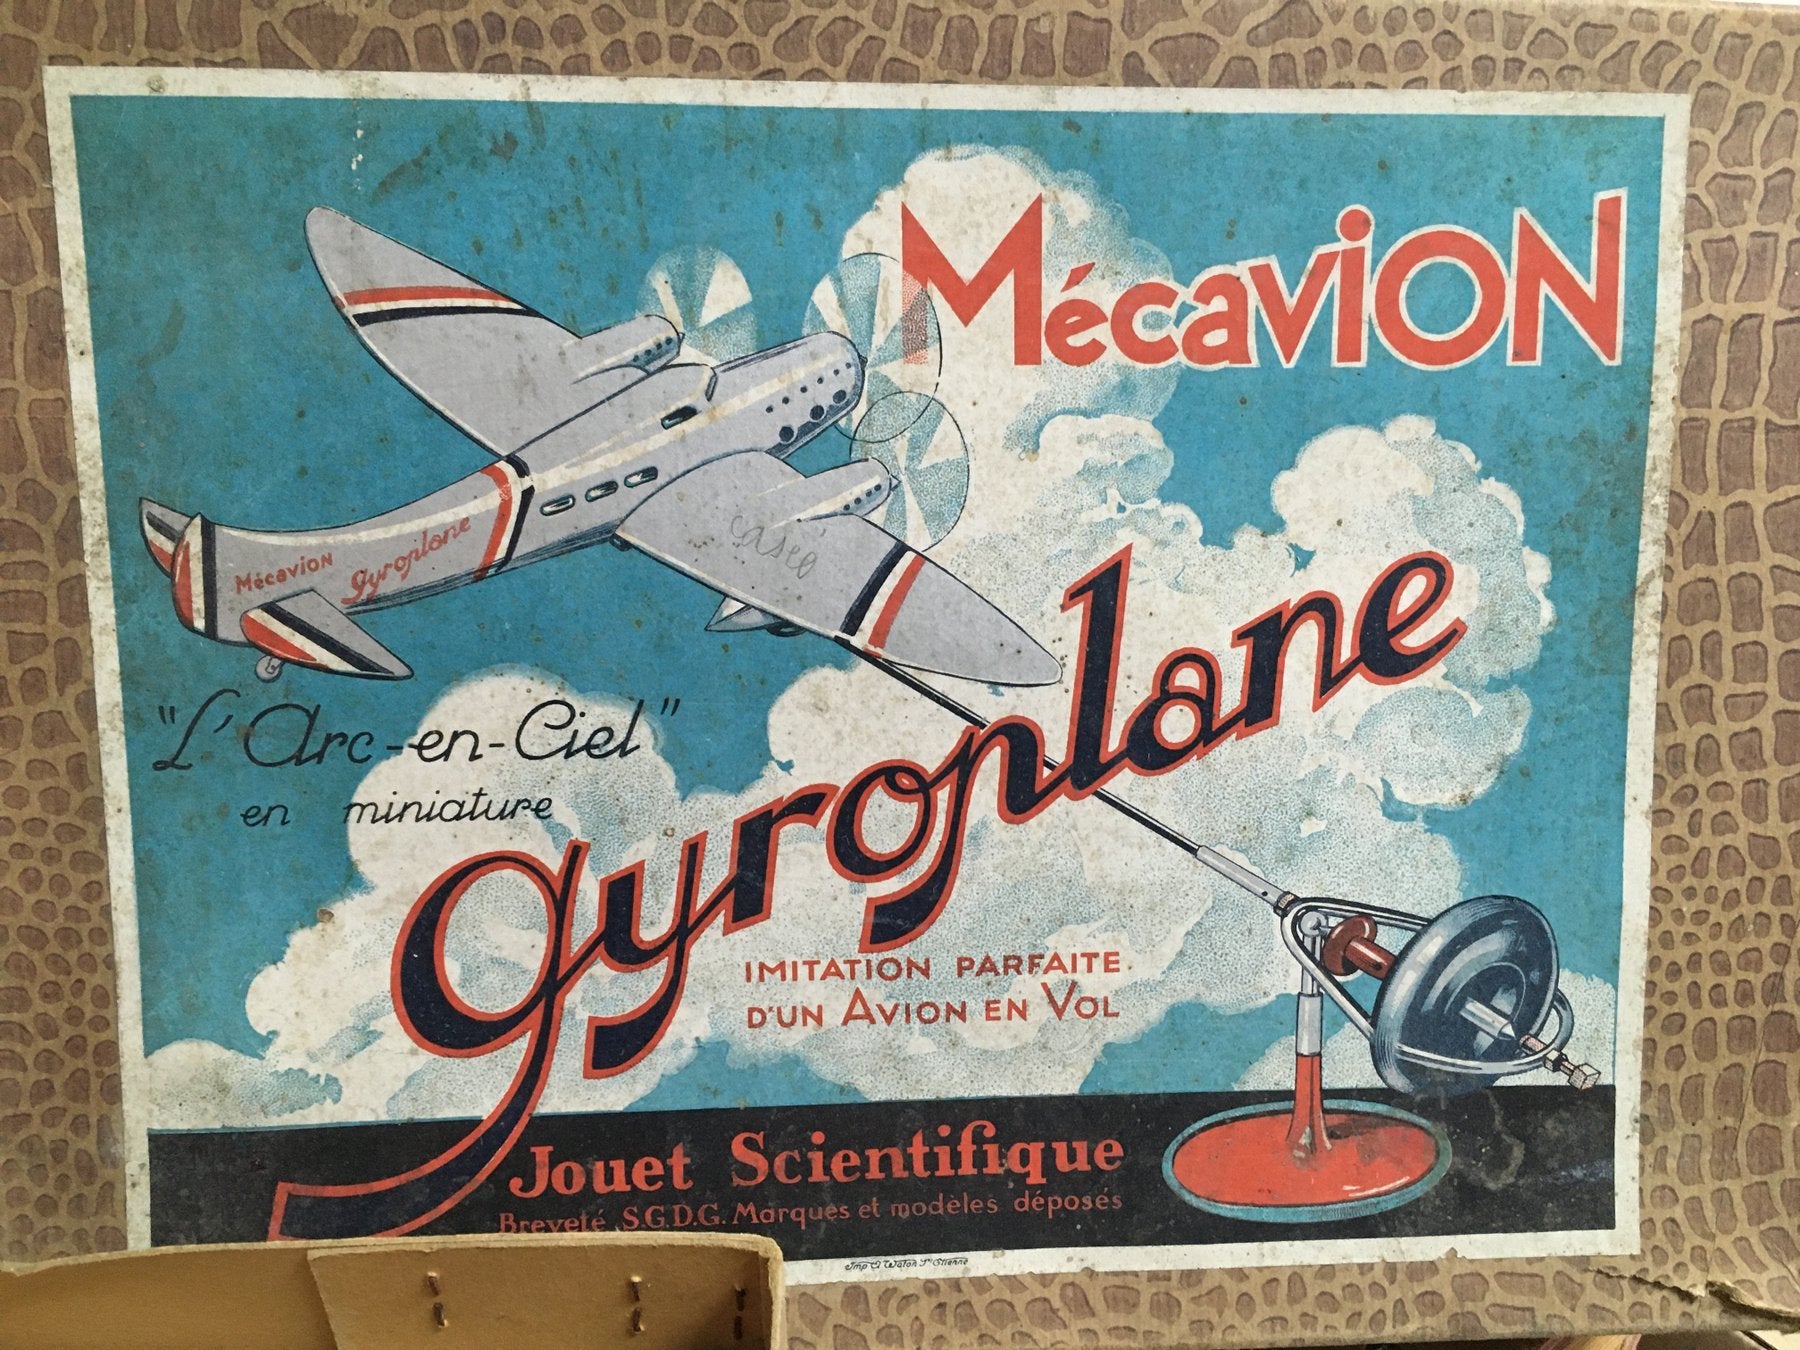 MécaviON
Mécavion gyroplane
cassé
"L'Arc-en-Ciel"
en miniature
gyroplane
IMITATION PARFAITE
D'UN AVION EN VOL
Jouet Scientifique
Breveté S.G.D.G. Marques et modèles déposés